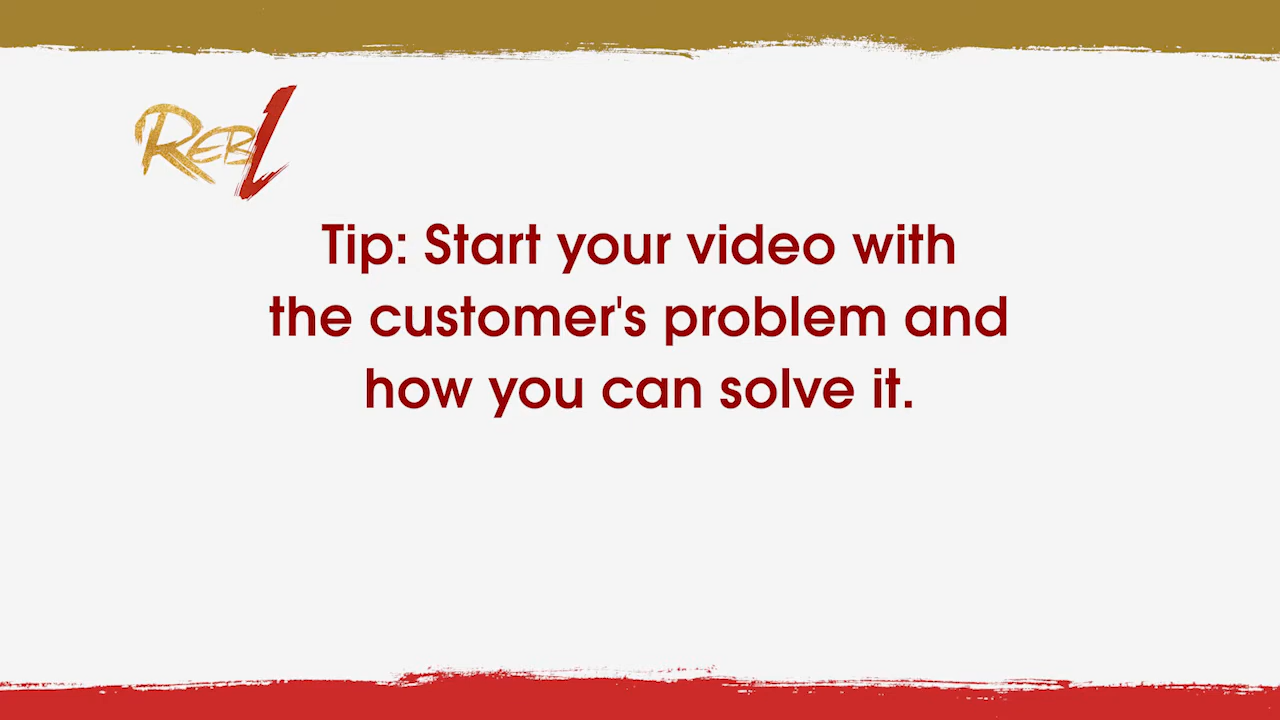 REBL
Tip: Start your video with
the customer's problem and
how you can solve it.